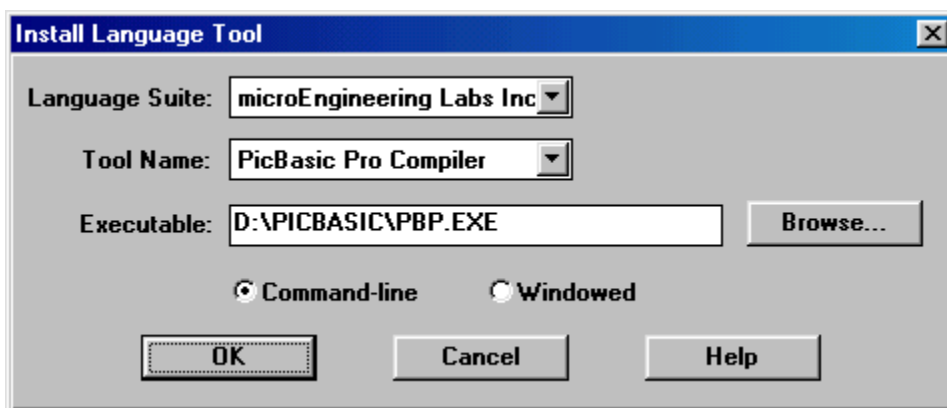 Install Language Tool
Language Suite: microEngineering Labs Inc
Tool Name: PicBasic Pro Compiler
Executable: D:\PICBASIC\PBP.EXE Browse...
Command-line Windowed
OK Cancel Help